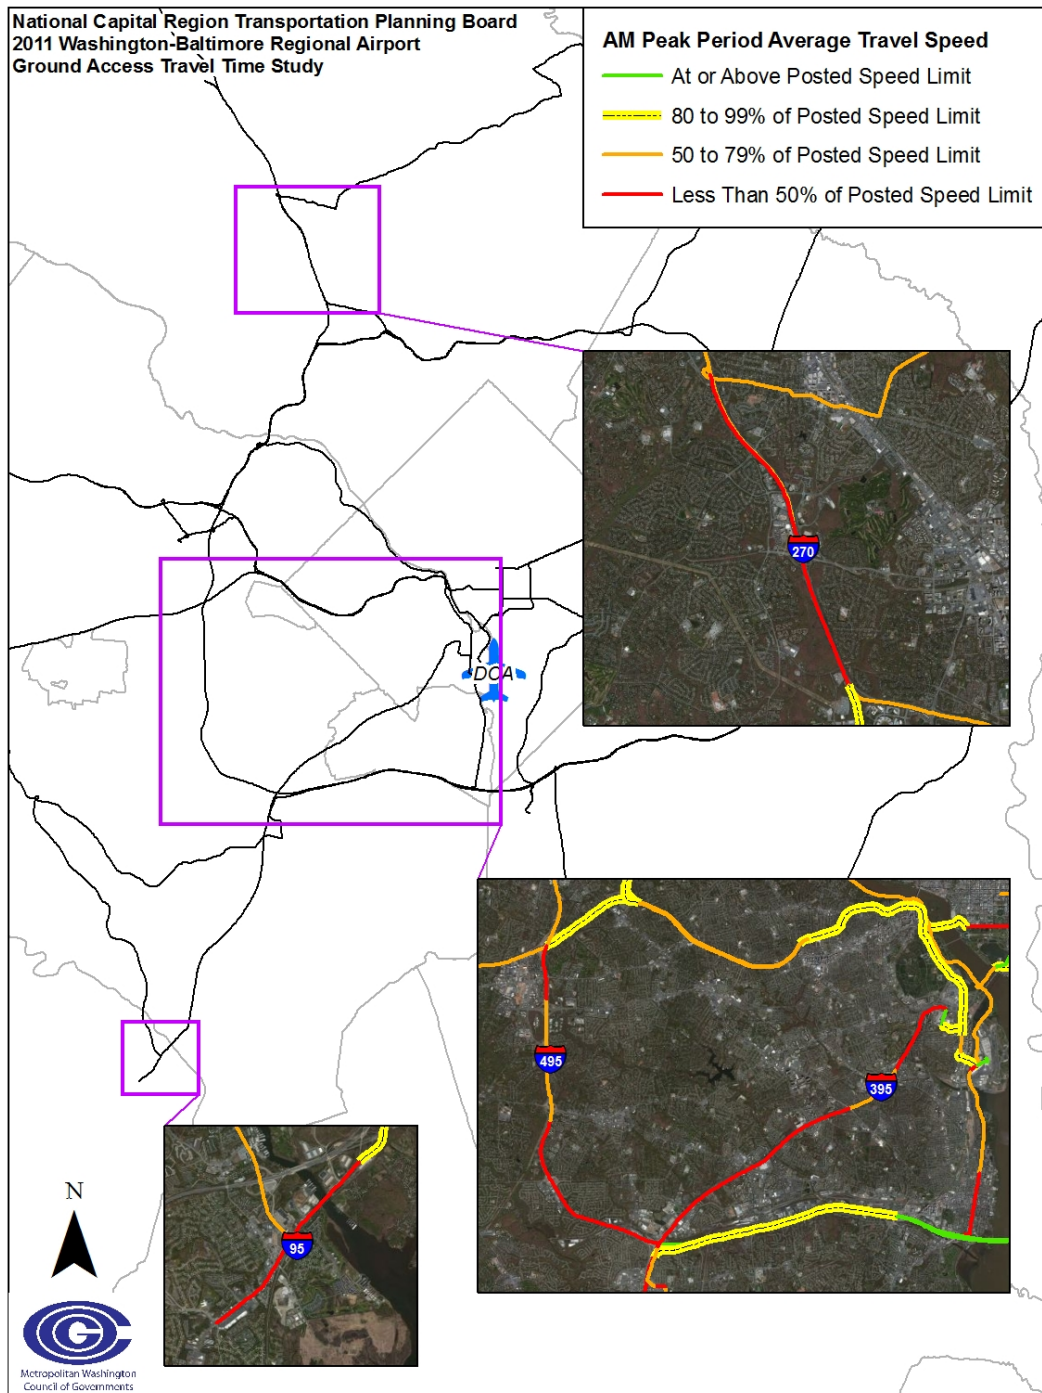 National Capital Region Transportation Planning Board
2011 Washington-Baltimore Regional Airport
Ground Access Travel Time Study
AM Peak Period Average Travel Speed
At or Above Posted Speed Limit
80 to 99% of Posted Speed Limit
50 to 79% of Posted Speed Limit
Less Than 50% of Posted Speed Limit
270
DCA
495
395
95
N
Metropolitan Washington
Council of Governments